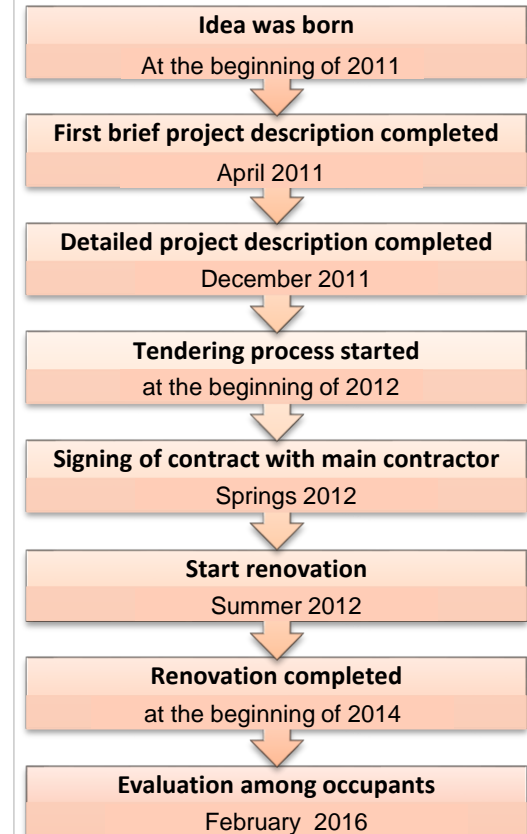 Idea was born
At the beginning of 2011
First brief project description completed
April 2011
Detailed project description completed
December 2011
Tendering process started
at the beginning of 2012
Signing of contract with main contractor
Springs 2012
Start renovation
Summer 2012
Renovation completed
at the beginning of 2014
Evaluation among occupants
February 2016